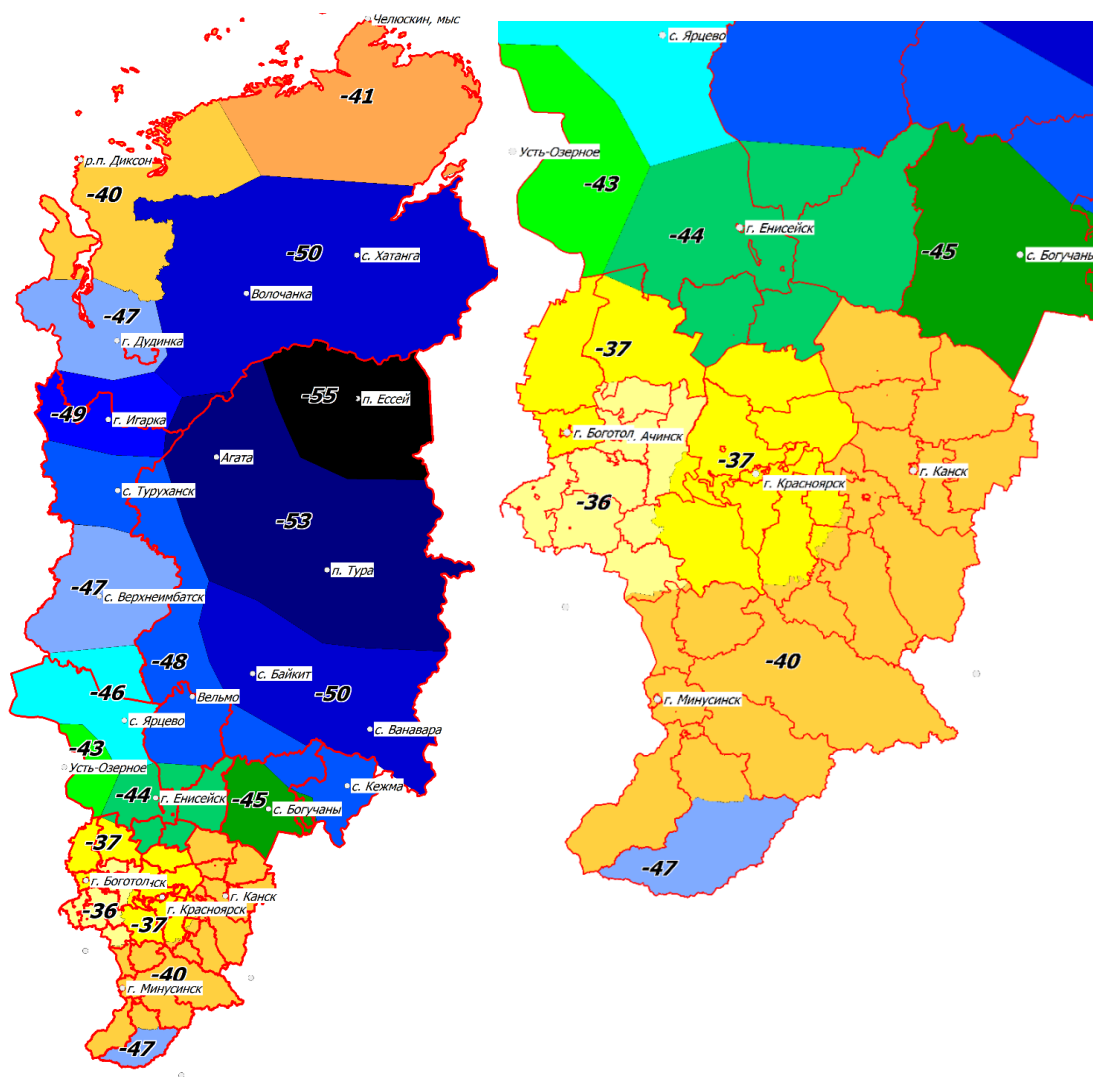 Челюскин, мыс
-41
р.п. Диксон
-40
-50
с. Хатанга
Волочанка
-47
г. Дудинка
-55
п. Ессей
-49
г. Игарка
Агата
с. Туруханск
-53
п. Тура
-47
с. Верхнеимбатск
-48
с. Байкит
-46
Вельмо
-50
с. Ярцево
с. Ванавара
-43
Усть-Озерное
с. Кежма
-44
г. Енисейск
-45
с. Богучаны
-37
г. Боготол
нск
-36
г. Канск
г. Красноярск
-37
-40
г. Минусинск
-47
с. Ярцево
Усть-Озерное
-43
-44
г. Енисейск
-45
с. Богучаны
-37
г. Боготол
Ачинск
-37
г. Канск
г. Красноярск
-36
-40
г. Минусинск
-47